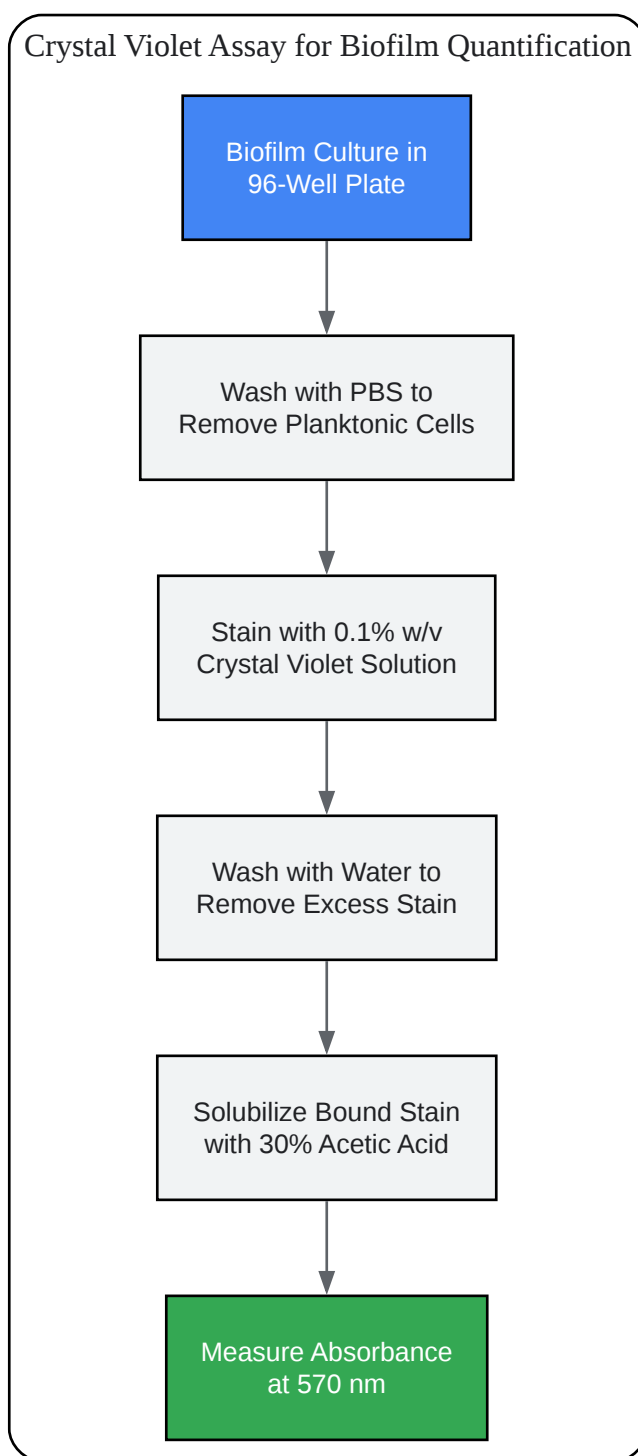 Crystal Violet Assay for Biofilm Quantification
Biofilm Culture in
96-Well Plate
Wash with PBS to
Remove Planktonic Cells
Stain with 0.1% w/v
Crystal Violet Solution
Wash with Water to
Remove Excess Stain
Solubilize Bound Stain
with 30% Acetic Acid
Measure Absorbance
at 570 nm